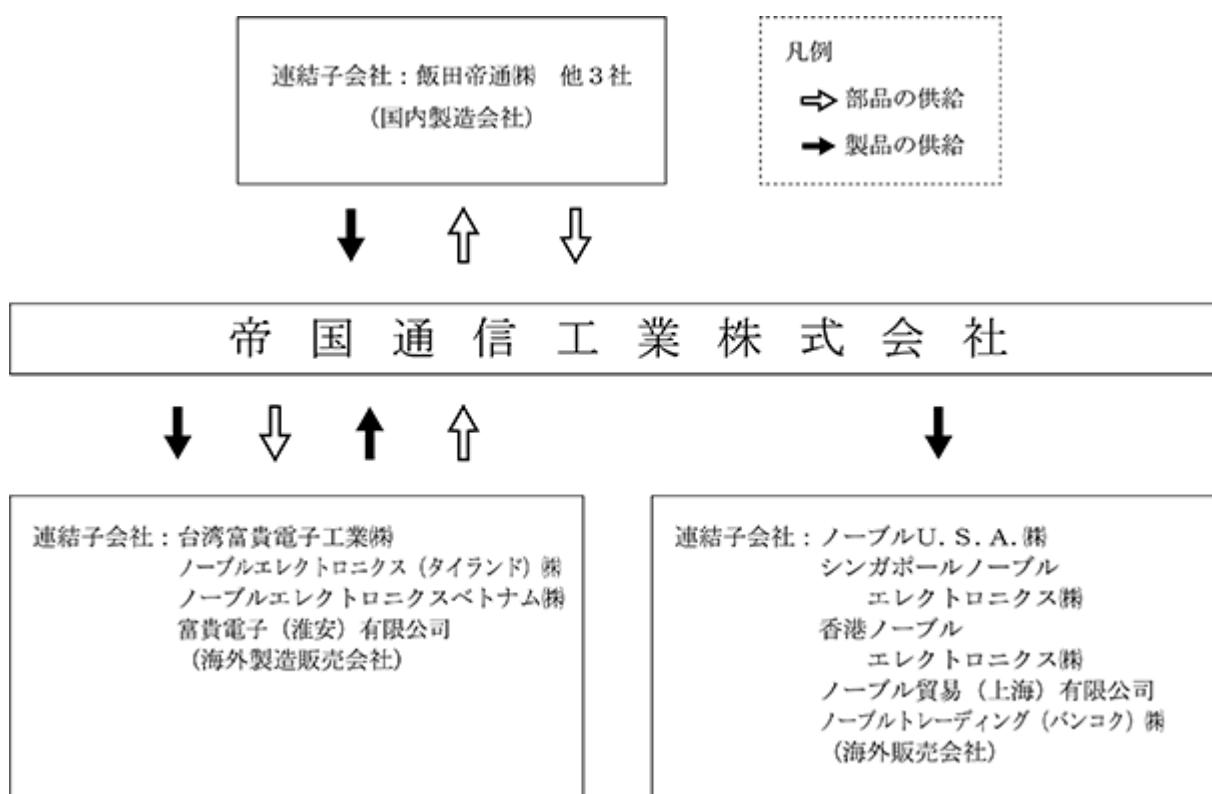 連結子会社：飯田帝通㈱　他３社
（国内製造会社）
凡例
部品の供給
製品の供給
帝国通信工業株式会社
連結子会社：台湾富貴電子工業㈱
ノーブルエレクトロニクス（タイランド）㈱
ノーブルエレクトロニクスベトナム㈱
富貴電子（淮安）有限公司
（海外製造販売会社）
連結子会社：ノーブルＵ．Ｓ．Ａ．㈱
シンガポールノーブル
エレクトロニクス㈱
香港ノーブル
エレクトロニクス㈱
ノーブル貿易（上海）有限公司
ノーブルトレーディング（バンコク）㈱
（海外販売会社）